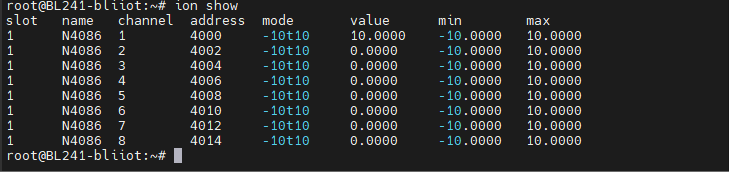 root@BL241-bliiot:~# ion show
slot name channel address mode value min max
1 N4086 1 4000 -10t10 10.0000 -10.0000 10.0000
1 N4086 2 4002 -10t10 0.0000 -10.0000 10.0000
1 N4086 3 4004 -10t10 0.0000 -10.0000 10.0000
1 N4086 4 4006 -10t10 0.0000 -10.0000 10.0000
1 N4086 5 4008 -10t10 0.0000 -10.0000 10.0000
1 N4086 6 4010 -10t10 0.0000 -10.0000 10.0000
1 N4086 7 4012 -10t10 0.0000 -10.0000 10.0000
1 N4086 8 4014 -10t10 0.0000 -10.0000 10.0000
root@BL241-bliiot:~#